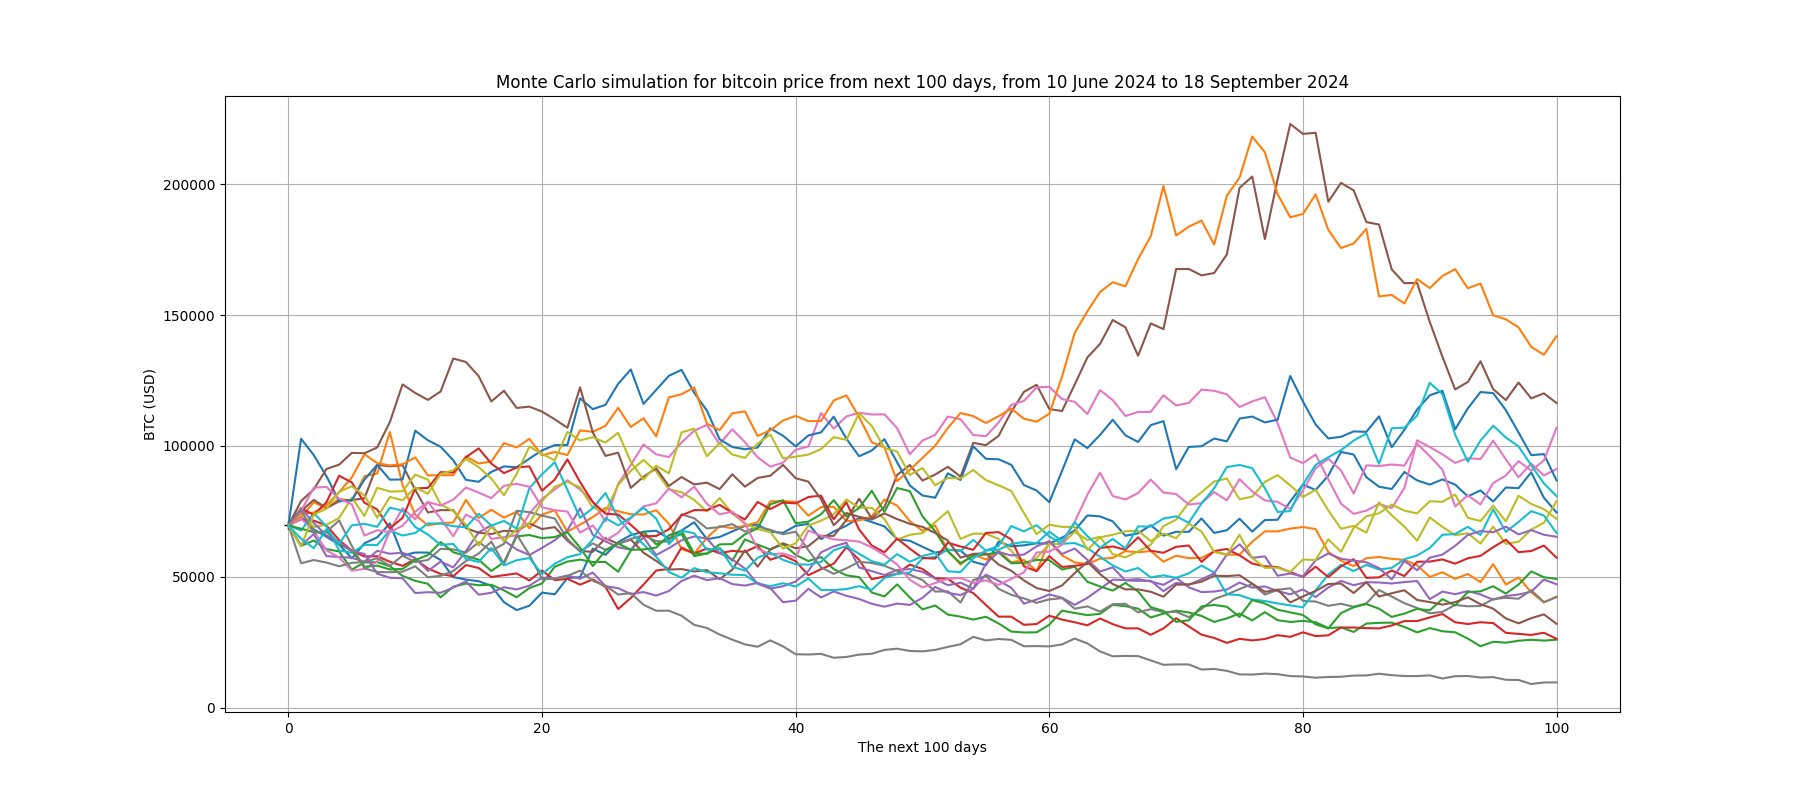 Monte Carlo simulation for bitcoin price from next 100 days, from 10 June 2024 to 18 September 2024
BTC (USD)
200000
150000
100000
50000
0
0 20 40 60 80 100
The next 100 days